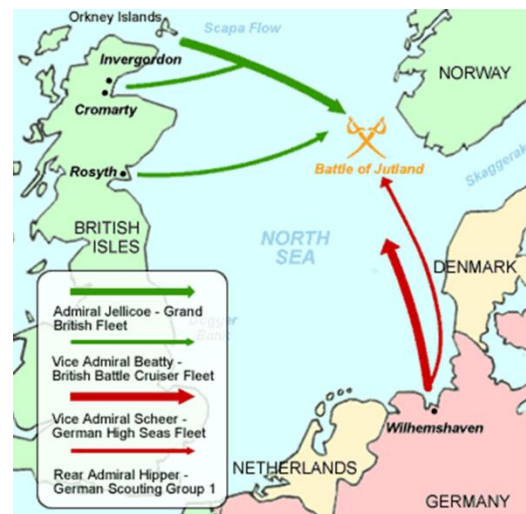 Orkney Islands
Scapa Flow
Invergordon
Cromarty
NORWAY
Rosyth
Battle of Jutland
Skaggerak
BRITISH
ISLES
NORTH
SEA
DENMARK
Dogger
Bank
Admiral Jellicoe - Grand
British Fleet
Vice Admiral Beatty -
British Battle Cruiser Fleet
Vice Admiral Scheer -
German High Seas Fleet
Rear Admiral Hipper -
German Scouting Group 1
Wilhemshaven
NETHERLANDS
GERMANY